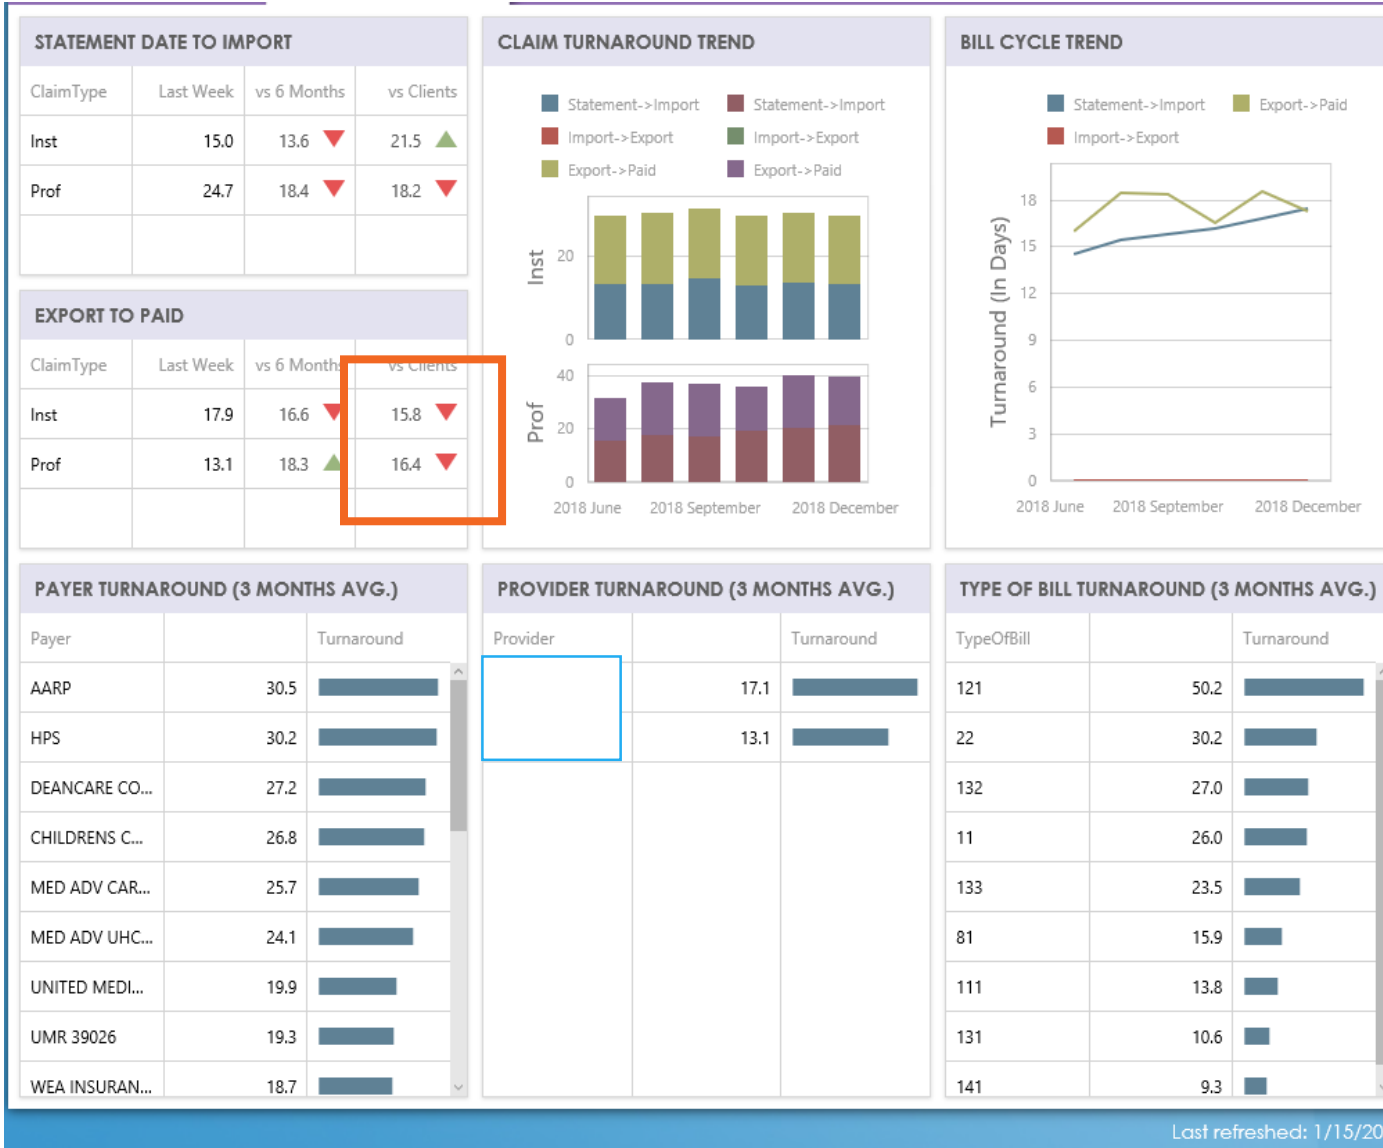 STATEMENT DATE TO IMPORT
ClaimType Last Week vs 6 Months vs Clients
Inst 15.0 13.6 21.5
Prof 24.7 18.4 18.2
EXPORT TO PAID
ClaimType Last Week vs 6 Months vs Clients
Inst 17.9 16.6 15.8
Prof 13.1 18.3 16.4
CLAIM TURNAROUND TREND
Statement->Import Statement->Import
Import->Export Import->Export
Export->Paid Export->Paid
Inst
20
0
Prof
40
20
0
2018 June 2018 September 2018 December
BILL CYCLE TREND
Statement->Import Export->Paid
Import->Export
Turnaround (In Days)
18
15
12
9
6
3
0
2018 June 2018 September 2018 December
PAYER TURNAROUND (3 MONTHS AVG.)
Payer Turnaround
AARP 30.5
HPS 30.2
DEANCARE CO... 27.2
CHILDRENS C... 26.8
MED ADV CAR... 25.7
MED ADV UHC... 24.1
UNITED MEDI... 19.9
UMR 39026 19.3
WEA INSURAN... 18.7
PROVIDER TURNAROUND (3 MONTHS AVG.)
Provider Turnaround
17.1
13.1
TYPE OF BILL TURNAROUND (3 MONTHS AVG.)
TypeOfBill Turnaround
121 50.2
22 30.2
132 27.0
11 26.0
133 23.5
81 15.9
111 13.8
131 10.6
141 9.3
Last refreshed: 1/15/20